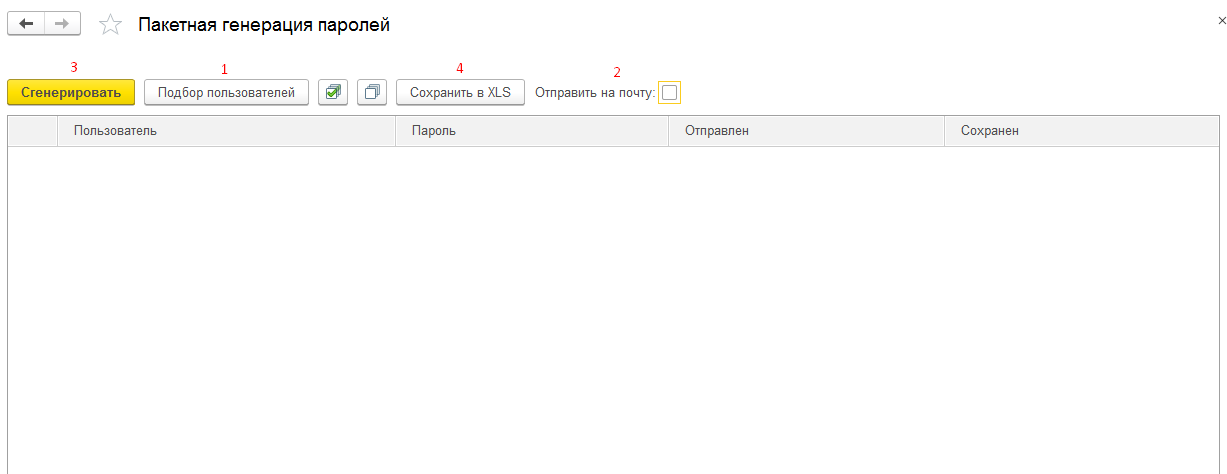 Пакетная генерация паролей
3 1 4 2
Сгенерировать Подбор пользователей Сохранить в XLS Отправить на почту:
Пользователь Пароль Отправлен Сохранен